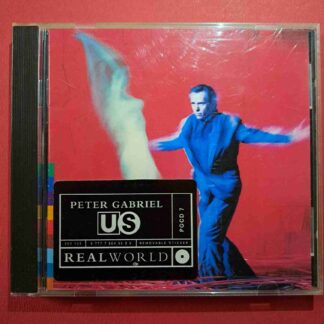 PETER GABRIEL
US
PGCD 7
REMOVABLE STICKER
REALWORLD